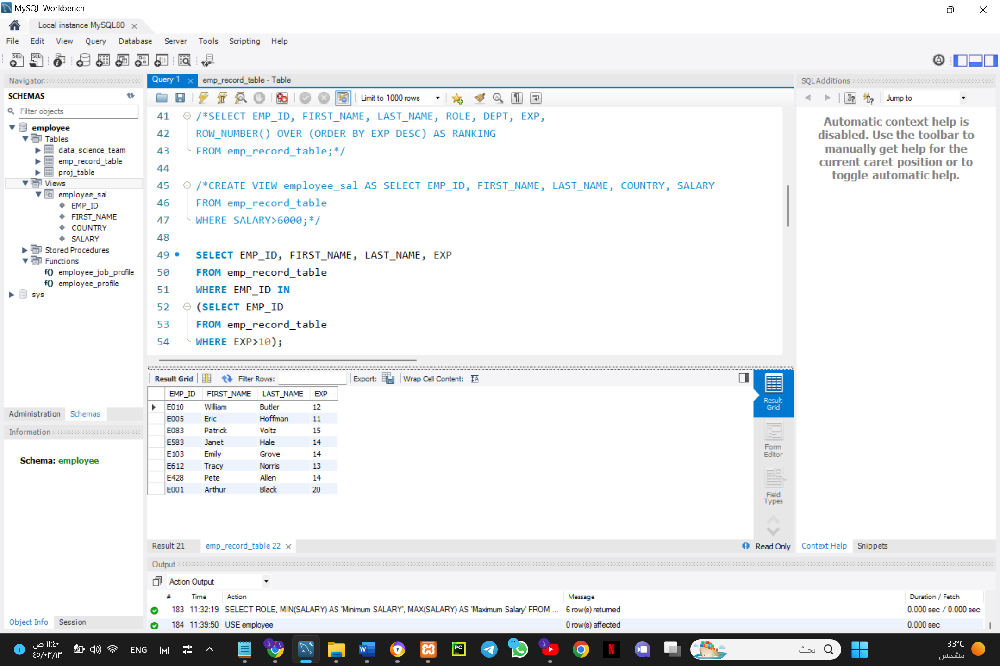 MySQL Workbench
Local instance MySQL80
File Edit View Query Database Server Tools Scripting Help
Navigator
SCHEMAS
Filter objects
employee
Tables
data_science_team
emp_record_table
proj_table
Views
employee_sal
EMP_ID
FIRST_NAME
COUNTRY
SALARY
Stored Procedures
Functions
f() employee_job_profile
f() employee_profile
sys
Administration Schemas
Information
Schema: employee
Object Info Session
Query 1 emp_record_table - Table
Limit to 1000 rows
41 /*SELECT EMP_ID, FIRST_NAME, LAST_NAME, ROLE, DEPT, EXP,
42 ROW_NUMBER() OVER (ORDER BY EXP DESC) AS RANKING
43 FROM emp_record_table;*/
44
45 /*CREATE VIEW employee_sal AS SELECT EMP_ID, FIRST_NAME, LAST_NAME, COUNTRY, SALARY
46 FROM emp_record_table
47 WHERE SALARY>6000;*/
48
49 SELECT EMP_ID, FIRST_NAME, LAST_NAME, EXP
50 FROM emp_record_table
51 WHERE EMP_ID IN
52 (SELECT EMP_ID
53 FROM emp_record_table
54 WHERE EXP>10);
Result Grid Filter Rows: Export: Wrap Cell Content:
EMP_ID FIRST_NAME LAST_NAME EXP
E010 William Butler 12
E005 Eric Hoffman 11
E083 Patrick Voltz 15
E583 Janet Hale 14
E103 Emily Grove 14
E612 Tracy Norris 13
E428 Pete Allen 14
E001 Arthur Black 20
Result Grid
Form Editor
Field Types
Result 21 emp_record_table 22 Read Only
SQLAdditions
Jump to
Automatic context help is
disabled. Use the toolbar to
manually get help for the
current caret position or to
toggle automatic help.
Context Help Snippets
Output
Action Output
# Time Action Message Duration / Fetch
183 11:32:19 SELECT ROLE, MIN(SALARY) AS 'Minimum SALARY', MAX(SALARY) AS 'Maximum Salary' FROM ... 6 row(s) returned 0.000 sec / 0.000 sec
184 11:39:50 USE employee 0 row(s) affected 0.000 sec
١ ١١:٤٠ ص
٤٥/٠٣/١٣
ENG
بحث
33°C
مشمس